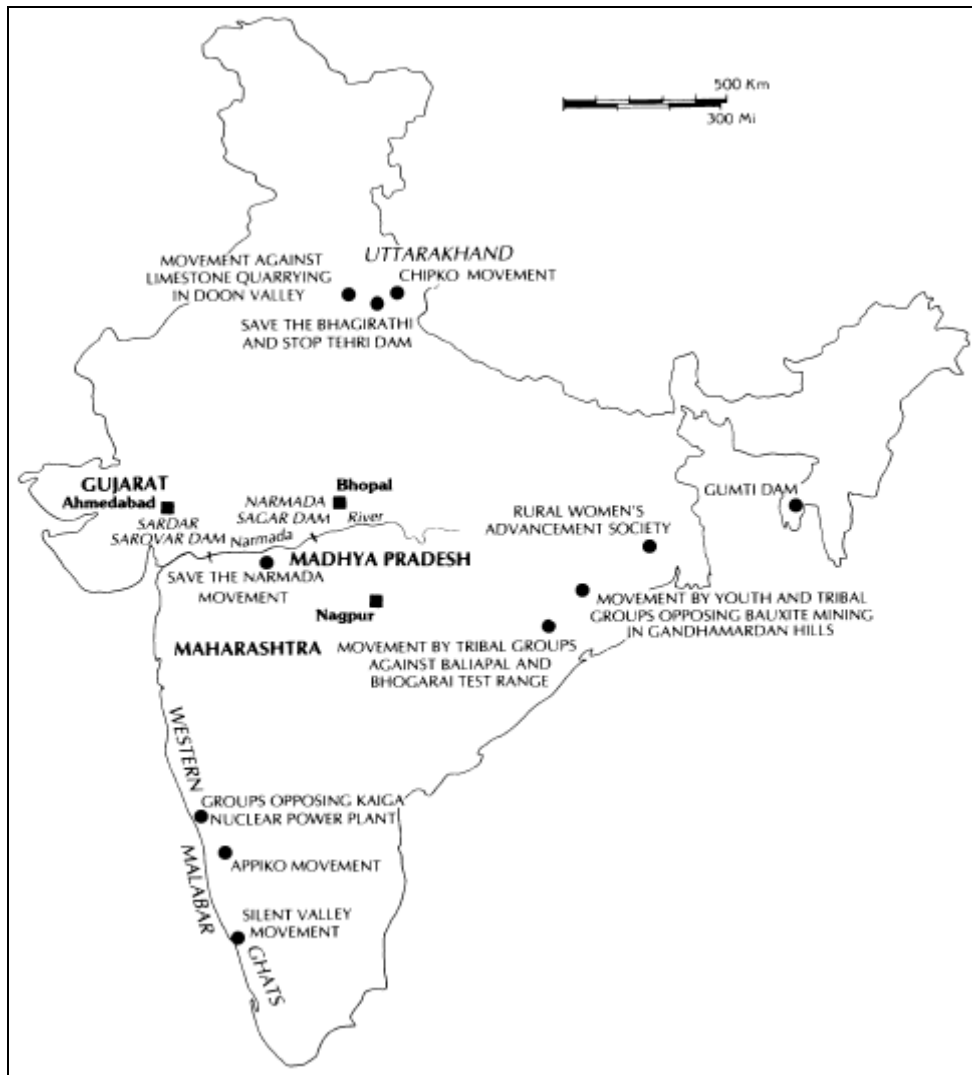 500 Km
300 Mi
UTTARAKHAND
MOVEMENT AGAINST
LIMESTONE QUARRYING
IN DOON VALLEY
CHIPKO MOVEMENT
SAVE THE BHAGIRATHI
AND STOP TEHRI DAM
GUJARAT
Ahmedabad
SARDAR
SAROVAR DAM
NARMADA
SAGAR DAM
Bhopal
Narmada River
MADHYA PRADESH
SAVE THE NARMADA
MOVEMENT
Nagpur
MAHARASHTRA
GUMTI DAM
RURAL WOMEN'S
ADVANCEMENT SOCIETY
MOVEMENT BY YOUTH AND TRIBAL
GROUPS OPPOSING BAUXITE MINING
IN GANDHAMARDAN HILLS
MOVEMENT BY TRIBAL GROUPS
AGAINST BALIAPAL AND
BHOGARAI TEST RANGE
WESTERN
GHATS
MALABAR
GROUPS OPPOSING KAIGA
NUCLEAR POWER PLANT
APPIKO MOVEMENT
SILENT VALLEY
MOVEMENT